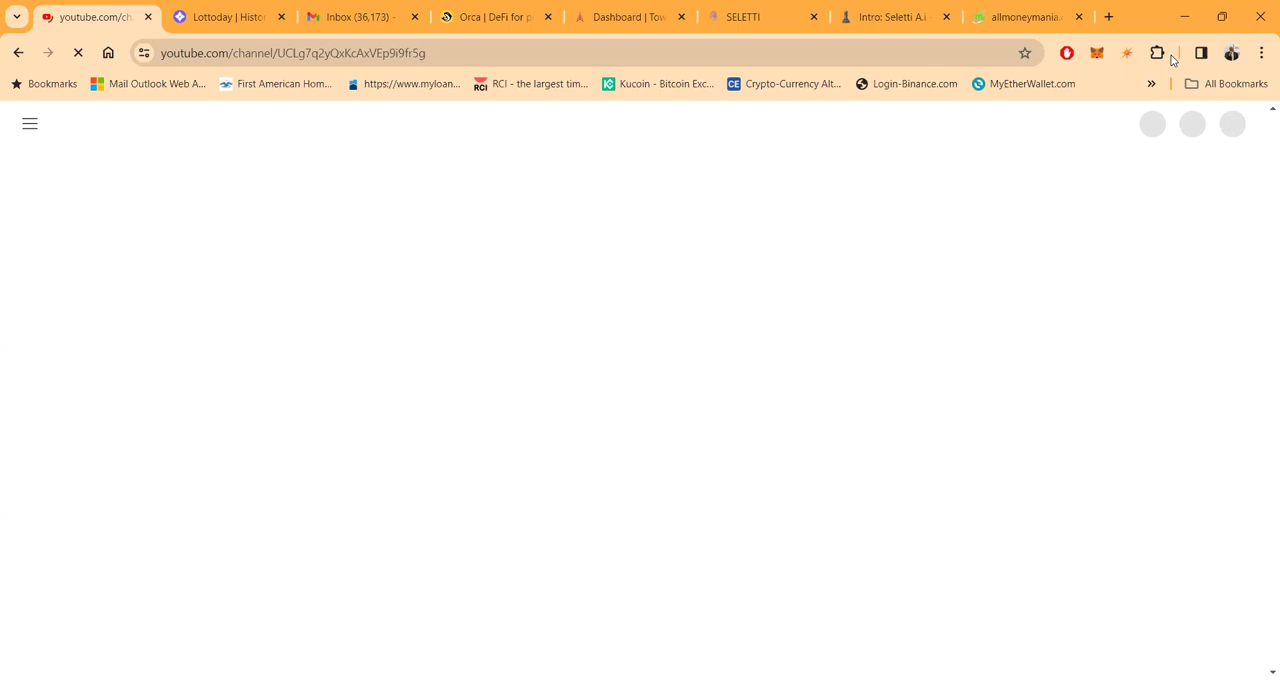 youtube.com/ch
Lottoday | Histo
Inbox (36,173) -
Orca | DeFi for p
Dashboard | Tow
SELETTI
Intro: Seletti A.i
allmoneymania.
youtube.com/channel/UCLg7q2yQxKcAxVEp9i9fr5g
Bookmarks
Mail Outlook Web A...
First American Hom...
https://www.myloan...
RCI
RCI - the largest tim...
Kucoin - Bitcoin Exc...
CE
Crypto-Currency Alt...
Login-Binance.com
MyEtherWallet.com
All Bookmarks